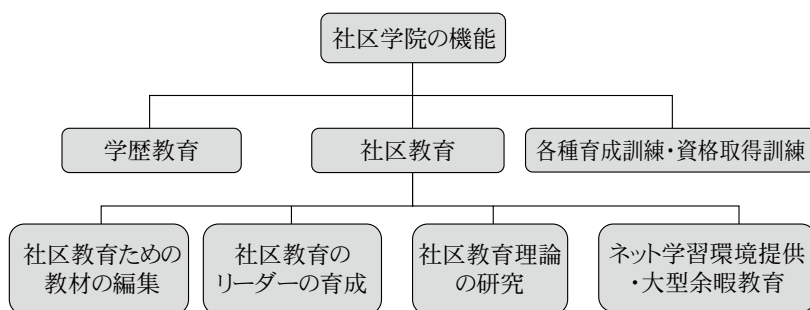 社区学院の機能
学歴教育
社区教育
各種育成訓練・資格取得訓練
社区教育ための
教材の編集
社区教育の
リーダーの育成
社区教育理論
の研究
ネット学習環境提供
・大型余暇教育